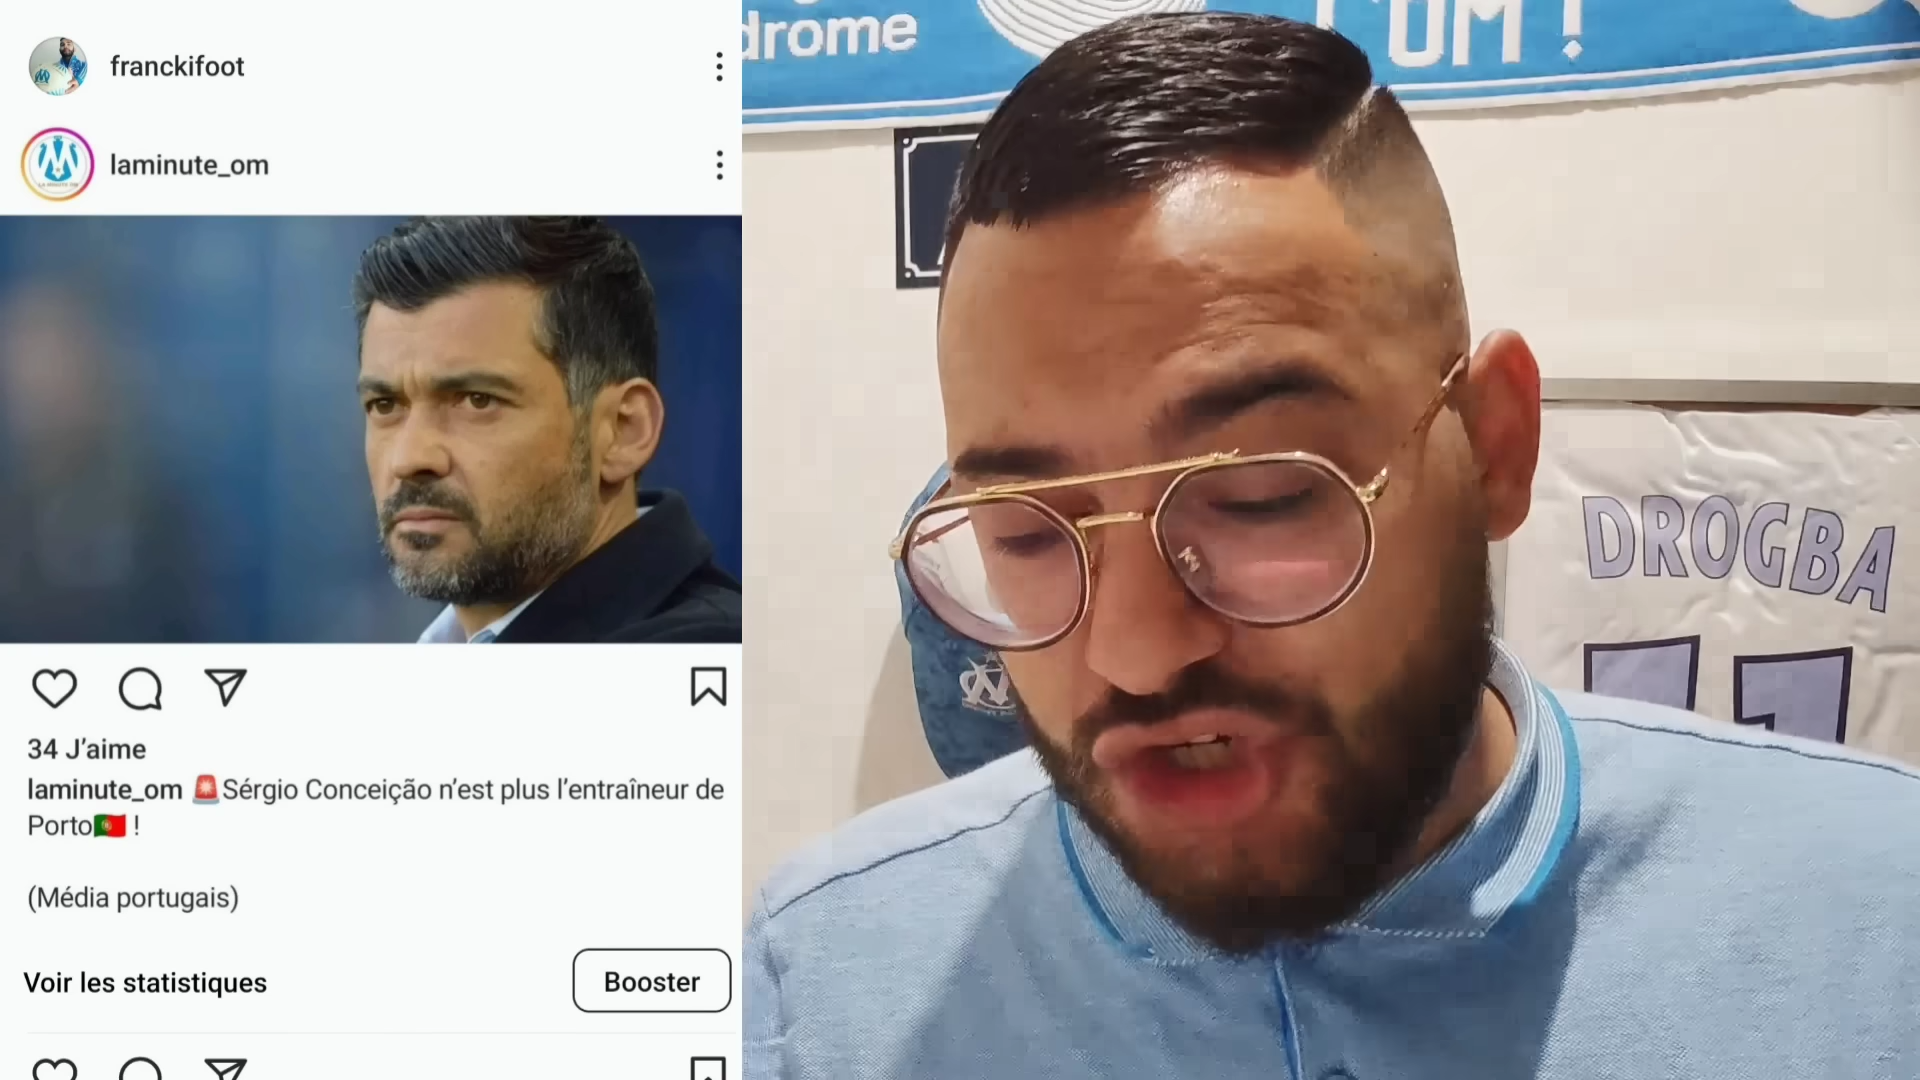 franckifoot
laminute_om
34 J’aime
laminute_om 🚨Sérgio Conceição n’est plus l’entraîneur de
Porto🇵🇹 !
(Média portugais)
Voir les statistiques
Booster
drome
L'OM !
DROGBA
11